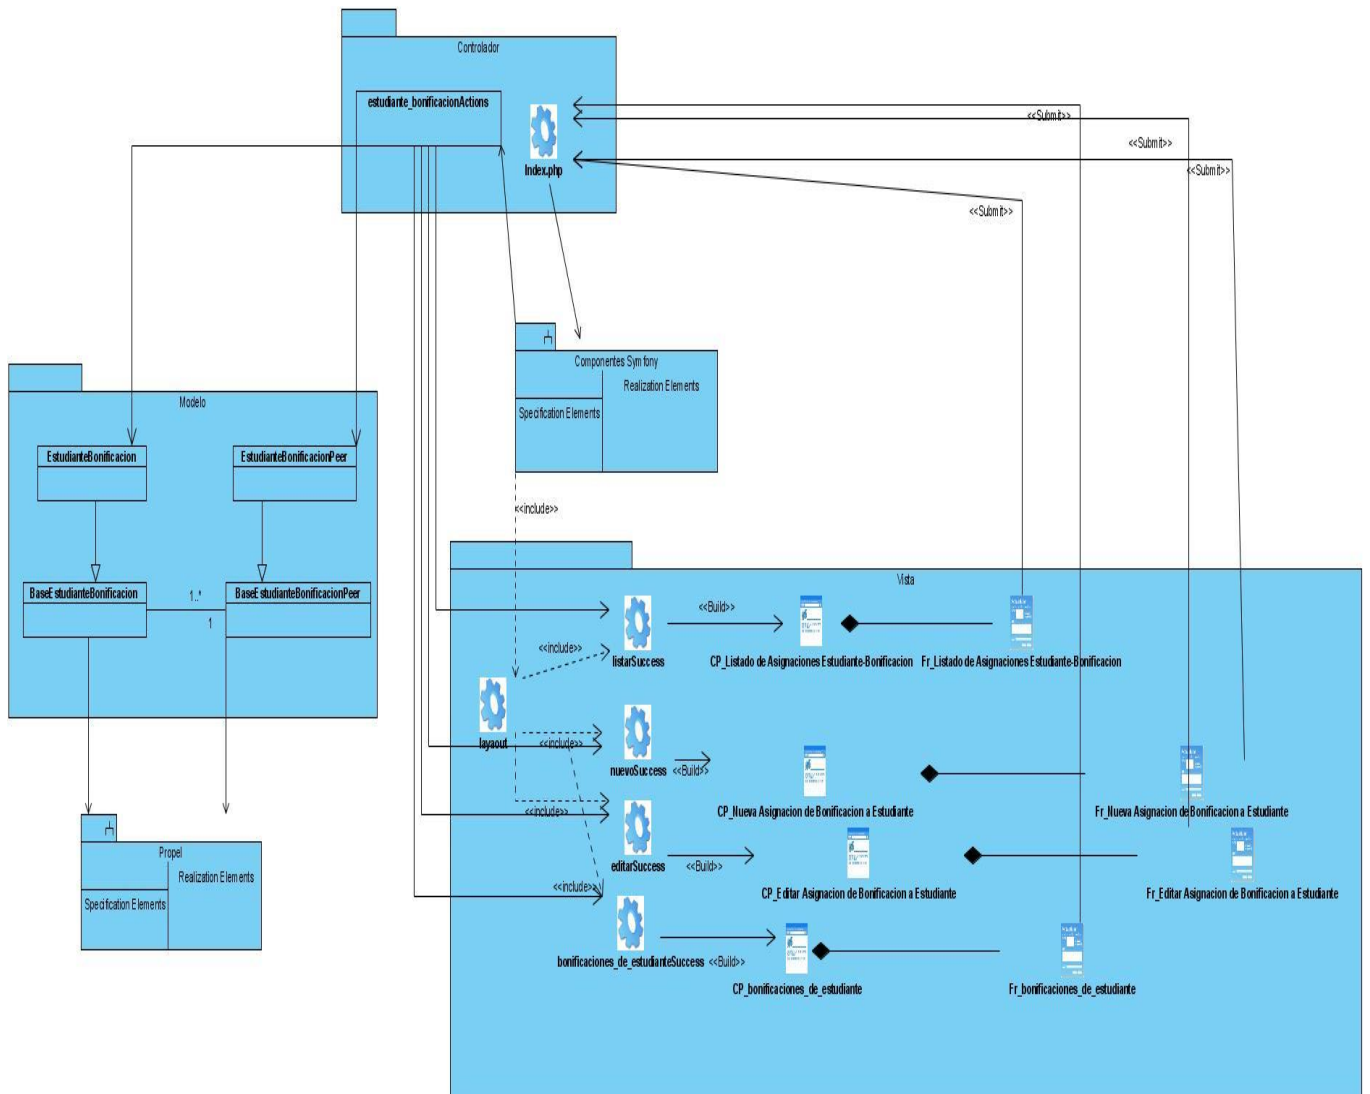 Controlador
estudiante_bonificacionActions
Index.php
<<Submit>>
<<Submit>>
<<Submit>>
<<Submit>>
Componentes Symfony
Realization Elements
Specification Elements
Modelo
EstudianteBonificacion
EstudianteBonificacionPeer
BaseEstudianteBonificacion
BaseEstudianteBonificacionPeer
1..*
1
<<include>>
Propel
Realization Elements
Specification Elements
Vista
<<Build>>
<<include>>
listarSuccess
CP_Listado de Asignaciones Estudiante-Bonificacion
Fr_Listado de Asignaciones Estudiante-Bonificacion
layaout
<<include>>
nuevoSuccess
<<Build>>
<<include>>
CP_Nueva Asignacion de Bonificacion a Estudiante
Fr_Nueva Asignacion de Bonificacion a Estudiante
editarSuccess
<<Build>>
<<include>>
CP_Editar Asignacion de Bonificacion a Estudiante
Fr_Editar Asignacion de Bonificacion a Estudiante
bonificaciones_de_estudianteSuccess
<<Build>>
CP_bonificaciones_de_estudiante
Fr_bonificaciones_de_estudiante